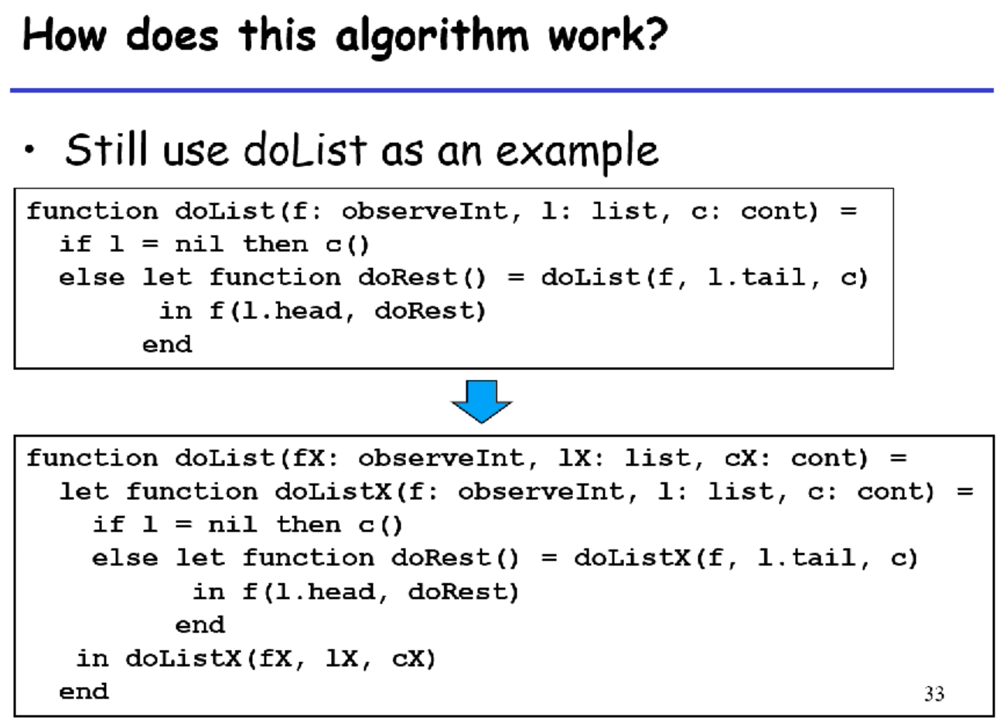 How does this algorithm work?
• Still use doList as an example
function doList(f: observeInt, l: list, c: cont) =
  if l = nil then c()
  else let function doRest() = doList(f, l.tail, c)
        in f(l.head, doRest)
       end
function doList(fX: observeInt, lX: list, cX: cont) =
  let function doListX(f: observeInt, l: list, c: cont) =
    if l = nil then c()
    else let function doRest() = doListX(f, l.tail, c)
          in f(l.head, doRest)
         end
   in doListX(fX, lX, cX)
  end
33